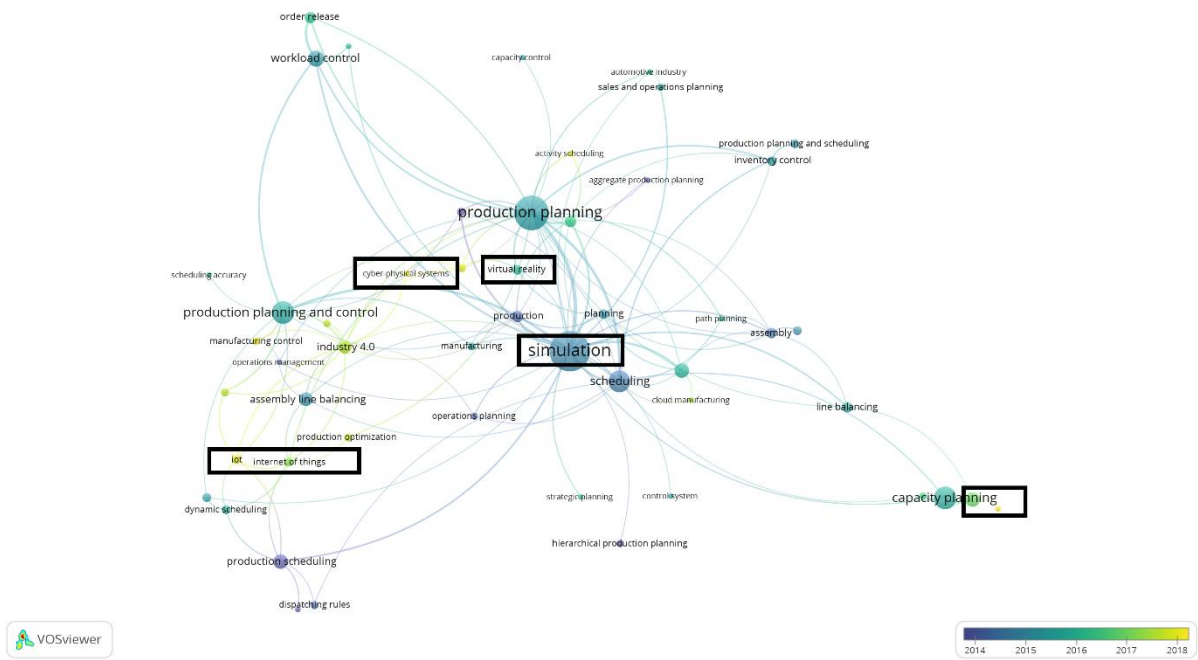 order release
workload control
capacity control
automotive industry
sales and operations planning
production planning and scheduling
inventory control
activity scheduling
aggregate production planning
production planning
cyber-physical systems
virtual reality
scheduling accuracy
production planning and control
production
planning
path planning
assembly
manufacturing control
industry 4.0
manufacturing
simulation
operations management
scheduling
assembly line balancing
cloud manufacturing
line balancing
operations planning
production optimization
iot
internet of things
strategic planning
control system
capacity planning
dynamic scheduling
hierarchical production planning
production scheduling
dispatching rules
VOSviewer
2014 2015 2016 2017 2018